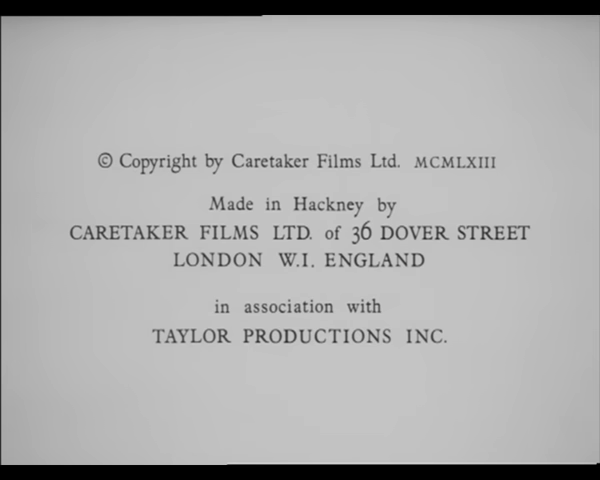 © Copyright by Caretaker Films Ltd. MCMLXIII
Made in Hackney by
CARETAKER FILMS LTD. of 36 DOVER STREET
LONDON W.I. ENGLAND
in association with
TAYLOR PRODUCTIONS INC.